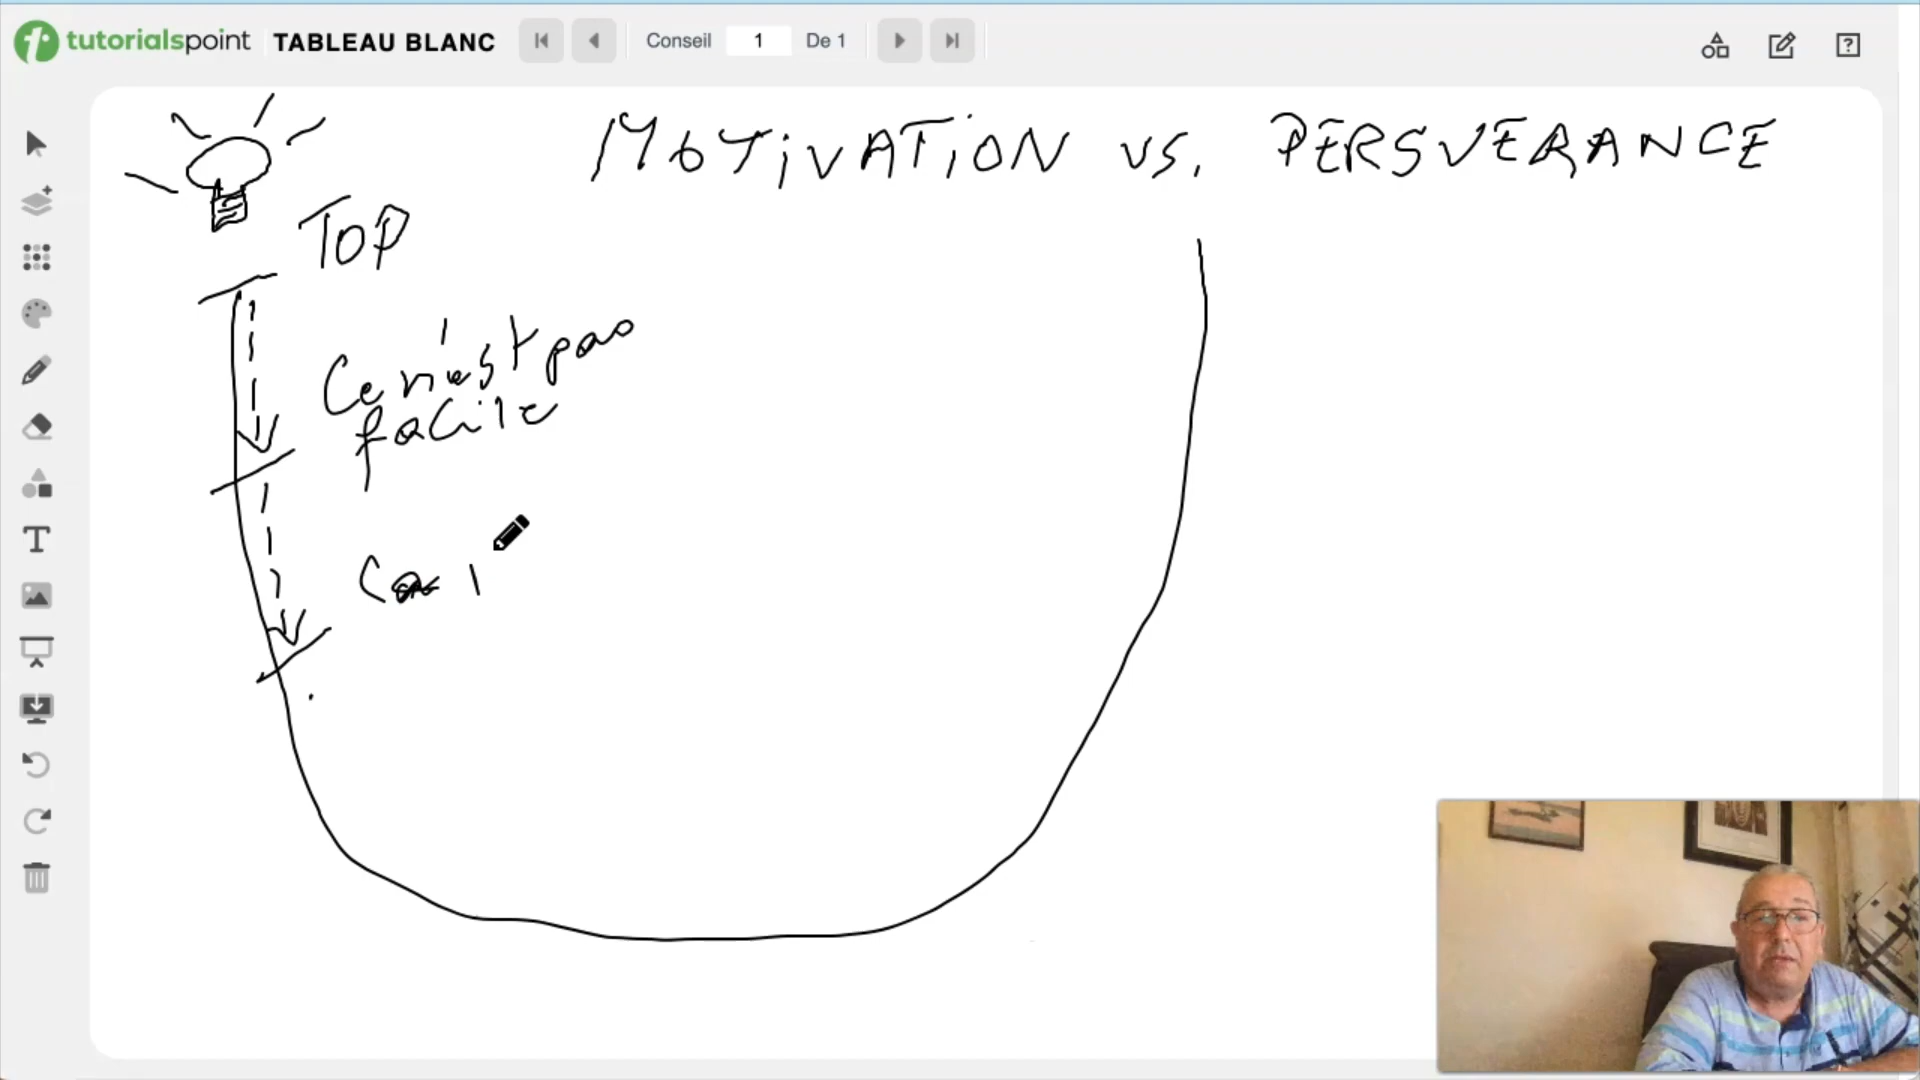 tutorialspoint TABLEAU BLANC Conseil 1 De 1
MOTIVATION VS. PERSVERANCE
TOP
Ce n'est pas
facile